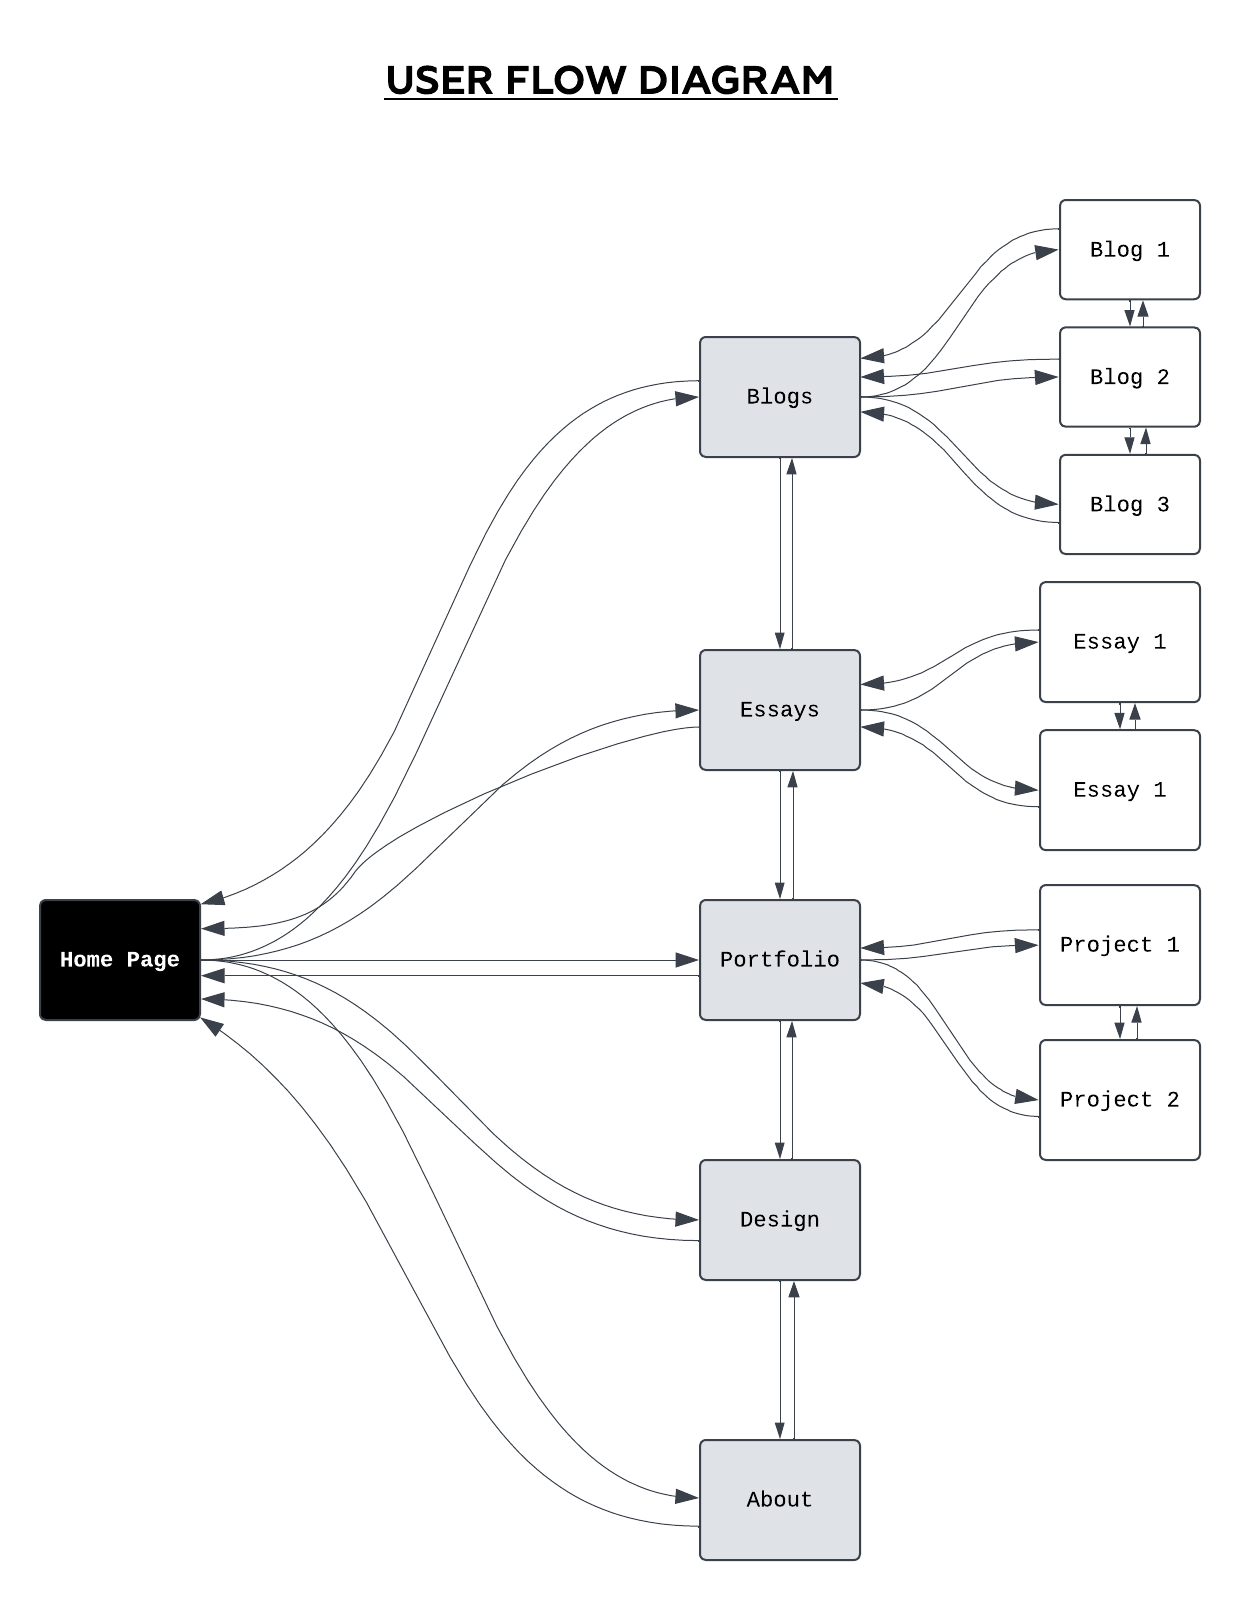 USER FLOW DIAGRAM
Blog 1
Blog 2
Blog 3
Blogs
Essay 1
Essay 1
Essays
Project 1
Project 2
Portfolio
Home Page
Design
About